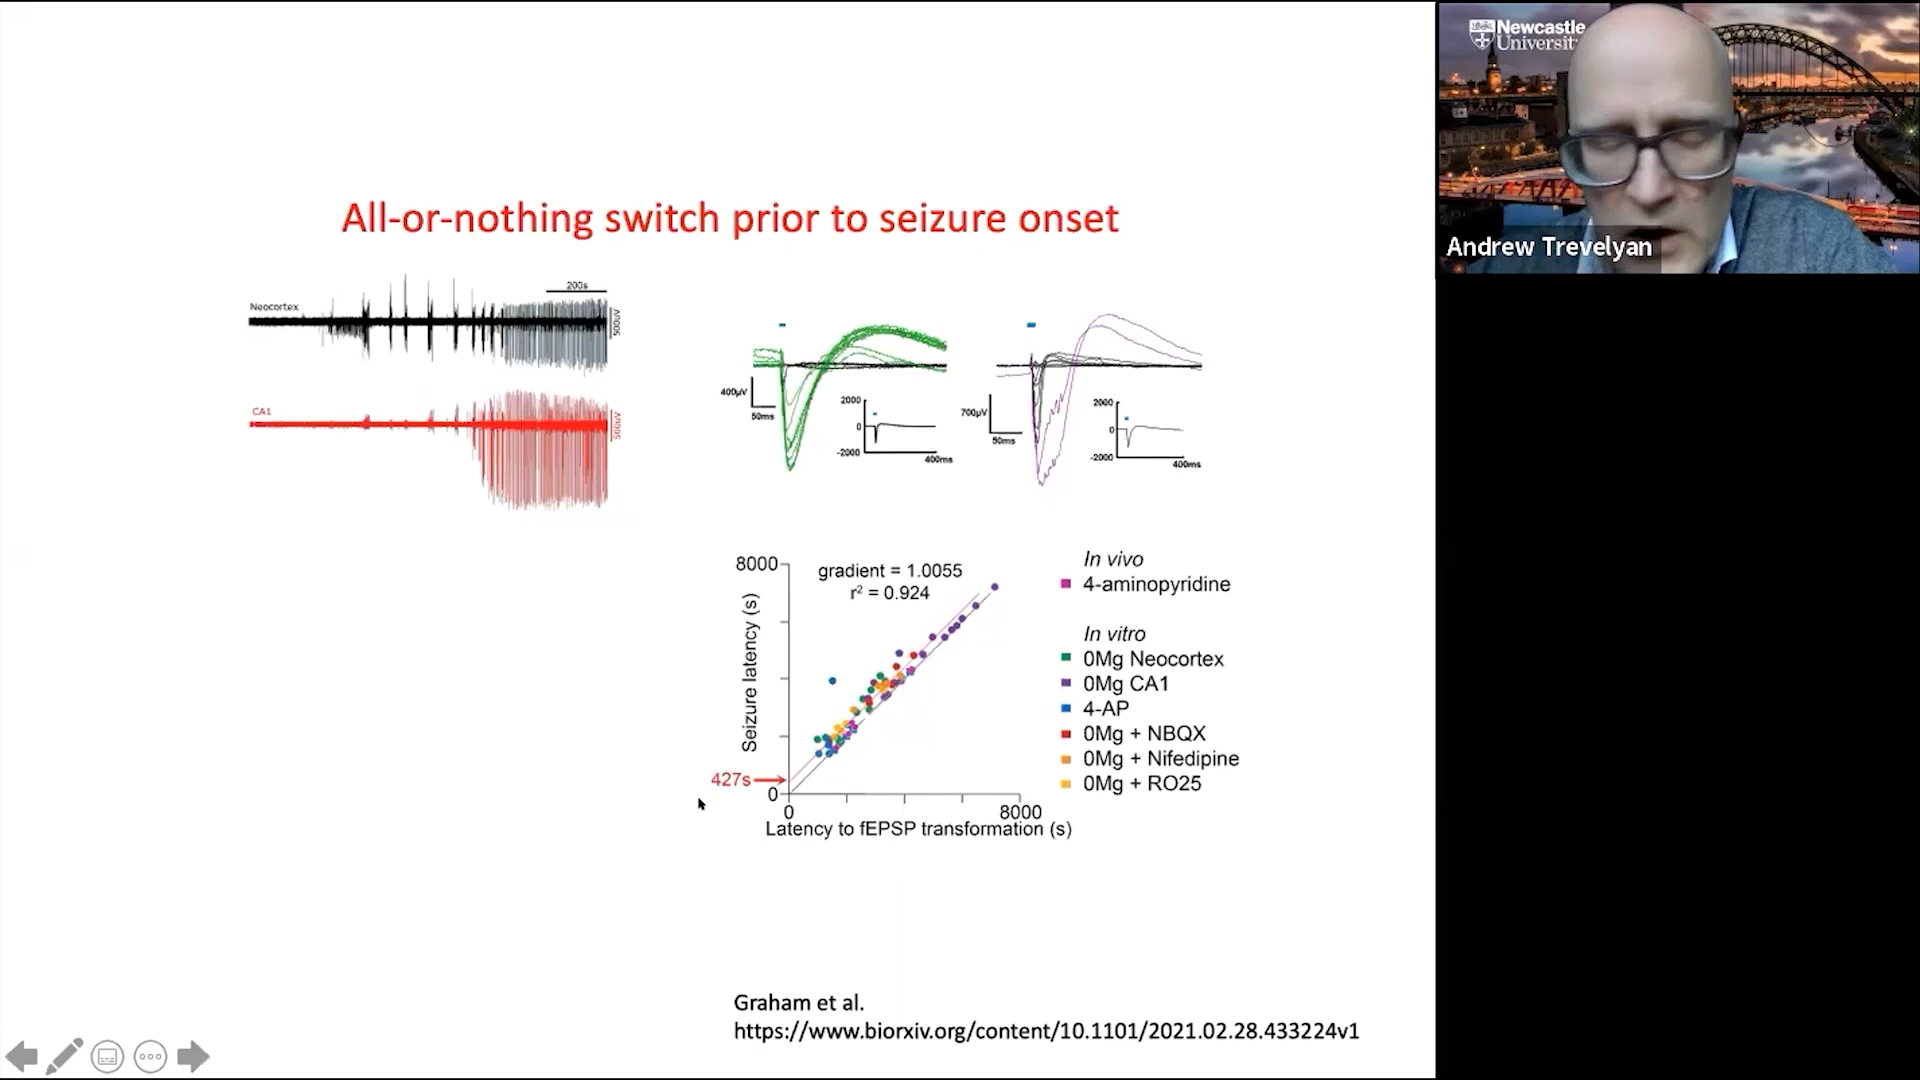 All-or-nothing switch prior to seizure onset
Neocortex
200s
500uV
CA1
500uV
400µV
50ms
2000
0
-2000
400ms
700µV
50ms
2000
0
-2000
400ms
8000
gradient = 1.0055
r² = 0.924
Seizure latency (s)
427s
0
0
8000
Latency to fEPSP transformation (s)
In vivo
4-aminopyridine
In vitro
0Mg Neocortex
0Mg CA1
4-AP
0Mg + NBQX
0Mg + Nifedipine
0Mg + RO25
Graham et al.
https://www.biorxiv.org/content/10.1101/2021.02.28.433224v1
Newcastle
University
Andrew Trevelyan